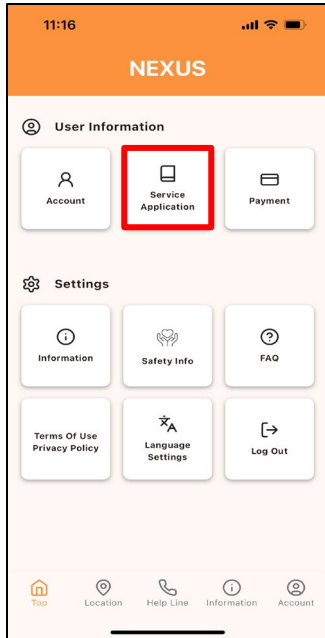 11:16
NEXUS
User Information
Account
Service
Application
Payment
Settings
Information
Safety Info
FAQ
Terms Of Use
Privacy Policy
Language
Settings
Log Out
Top
Location
Help Line
Information
Account